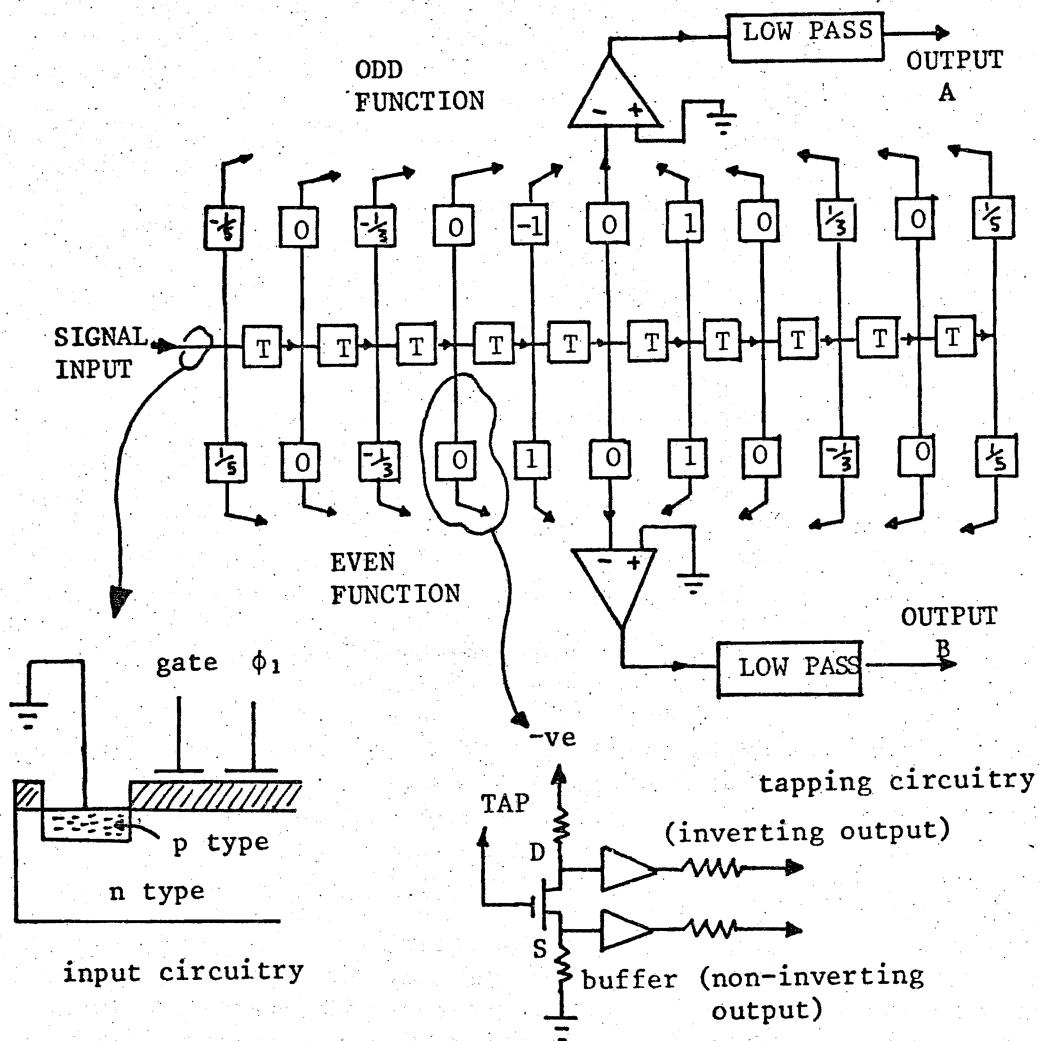 LOW PASS
OUTPUT
A
ODD
FUNCTION
- +
-1/5 0 -1/3 0 -1 0 1 0 1/3 0 1/5
SIGNAL
INPUT
T T T T T T T T T T
1/5 0 -1/3 0 1 0 1 0 -1/3 0 1/5
- +
EVEN
FUNCTION
OUTPUT
B
LOW PASS
gate φ1
-ve
tapping circuitry
TAP
(inverting output)
p type
D
n type
S
input circuitry
buffer (non-inverting
output)